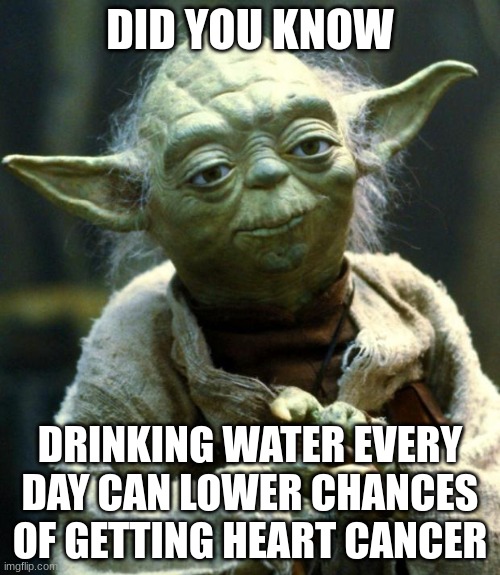 DID YOU KNOW
DRINKING WATER EVERY
DAY CAN LOWER CHANCES
OF GETTING HEART CANCER
imgflip.com